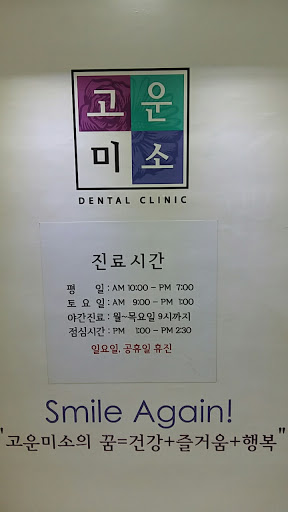 고운
미소
DENTAL CLINIC
진료시간
평 일 : AM 10:00 - PM 7:00
토 요 일 : AM 9:00 - PM 1:00
야간진료 : 월~목요일 9시까지
점심시간 : PM 1:00 - PM 2:30
일요일, 공휴일 휴진
Smile Again!
"고운미소의 꿈=건강+즐거움+행복"